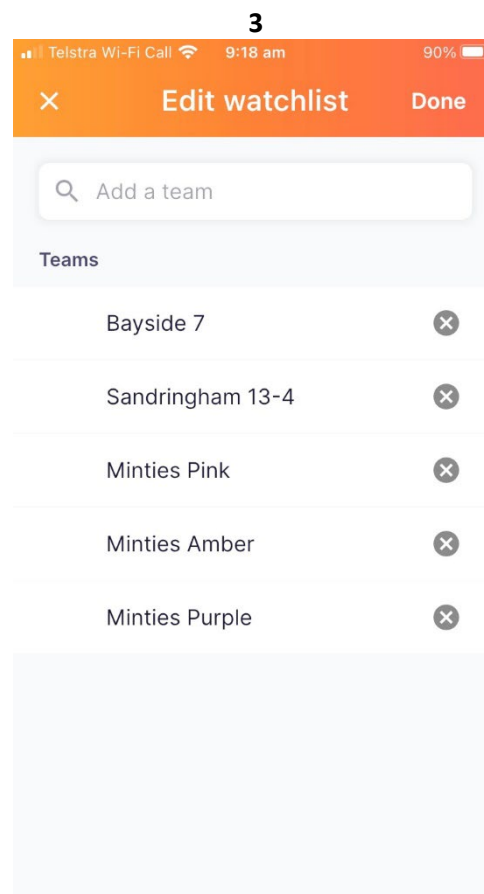 3
Telstra Wi-Fi Call 9:18 am 90%
Edit watchlist Done
Add a team
Teams
Bayside 7
Sandringham 13-4
Minties Pink
Minties Amber
Minties Purple